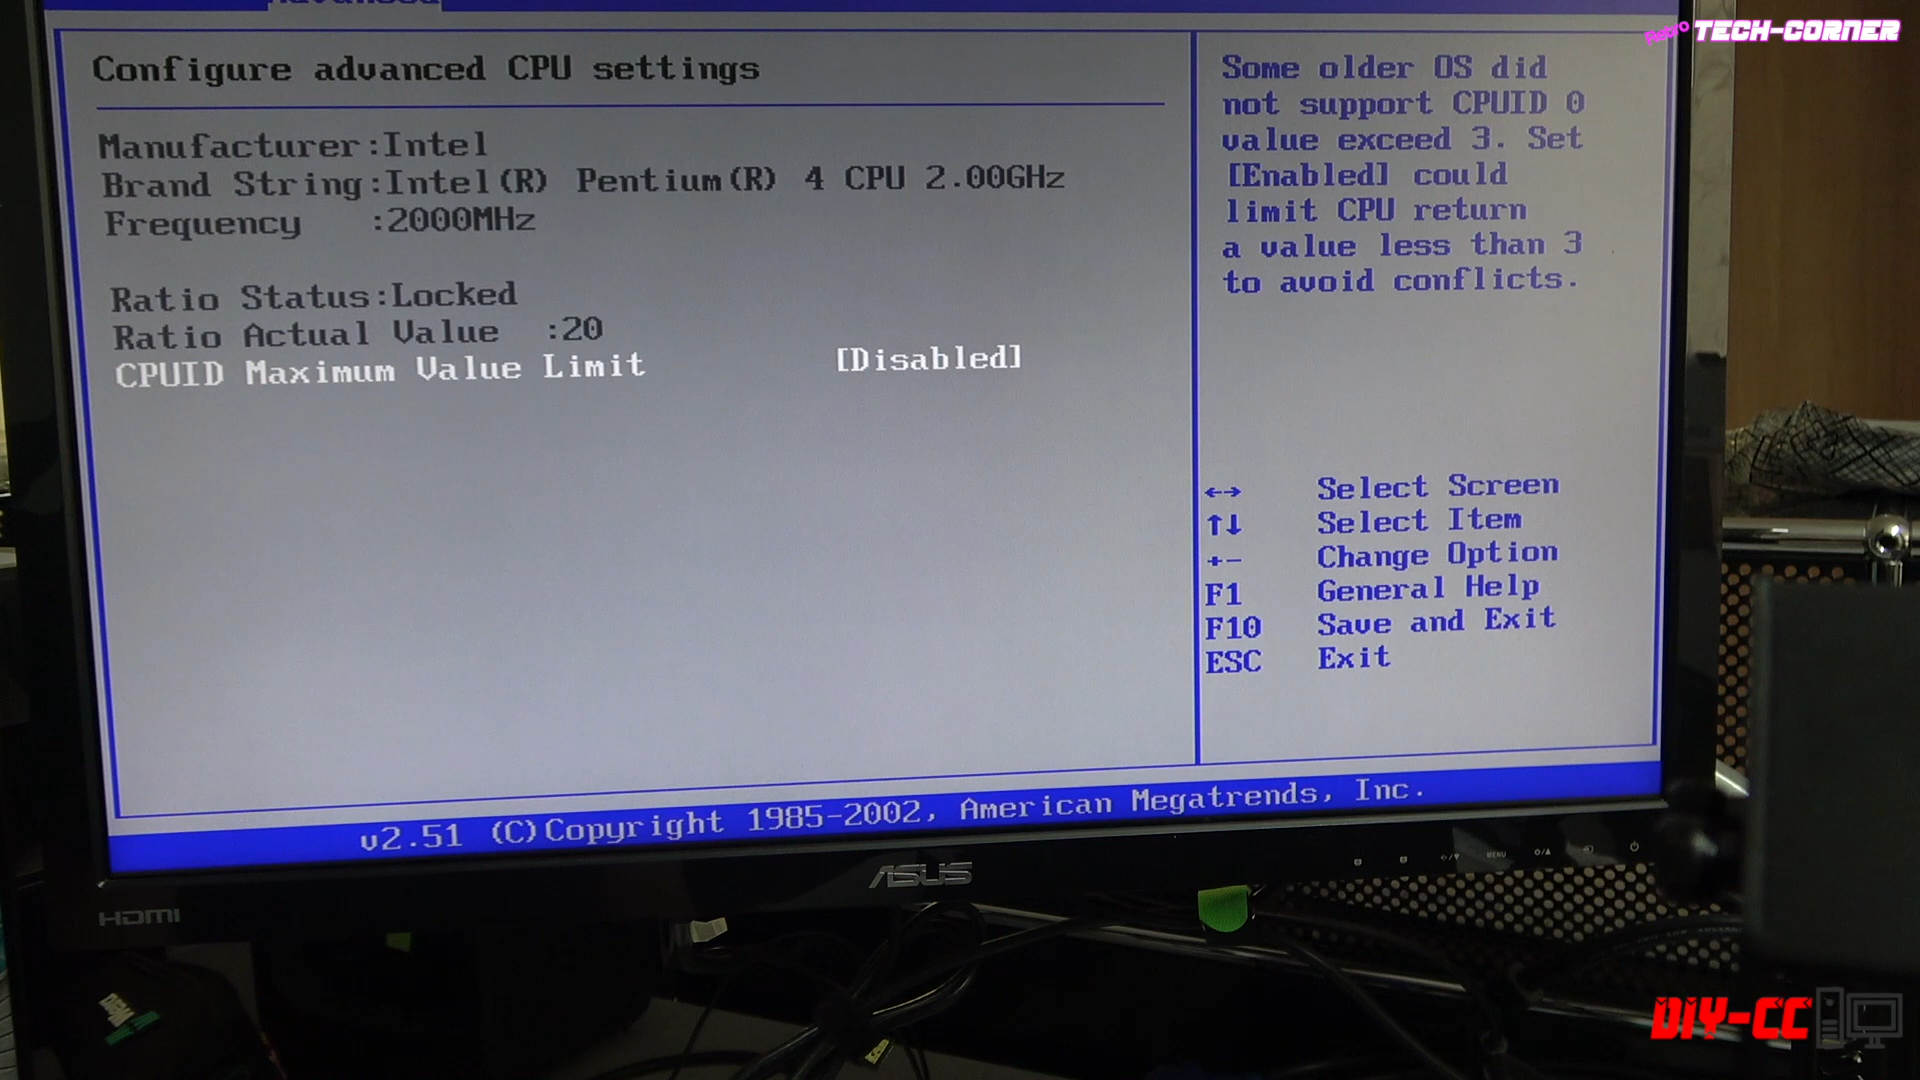 Advanced
Retro TECH-CORNER
Configure advanced CPU settings
Manufacturer:Intel
Brand String:Intel(R) Pentium(R) 4 CPU 2.00GHz
Frequency :2000MHz
Ratio Status:Locked
Ratio Actual Value :20
CPUID Maximum Value Limit [Disabled]
Some older OS did
not support CPUID 0
value exceed 3. Set
[Enabled] could
limit CPU return
a value less than 3
to avoid conflicts.
←→ Select Screen
↑↓ Select Item
+- Change Option
F1 General Help
F10 Save and Exit
ESC Exit
v2.51 (C)Copyright 1985-2002, American Megatrends, Inc.
MENU
ASUS
HDMI
DIY-CC